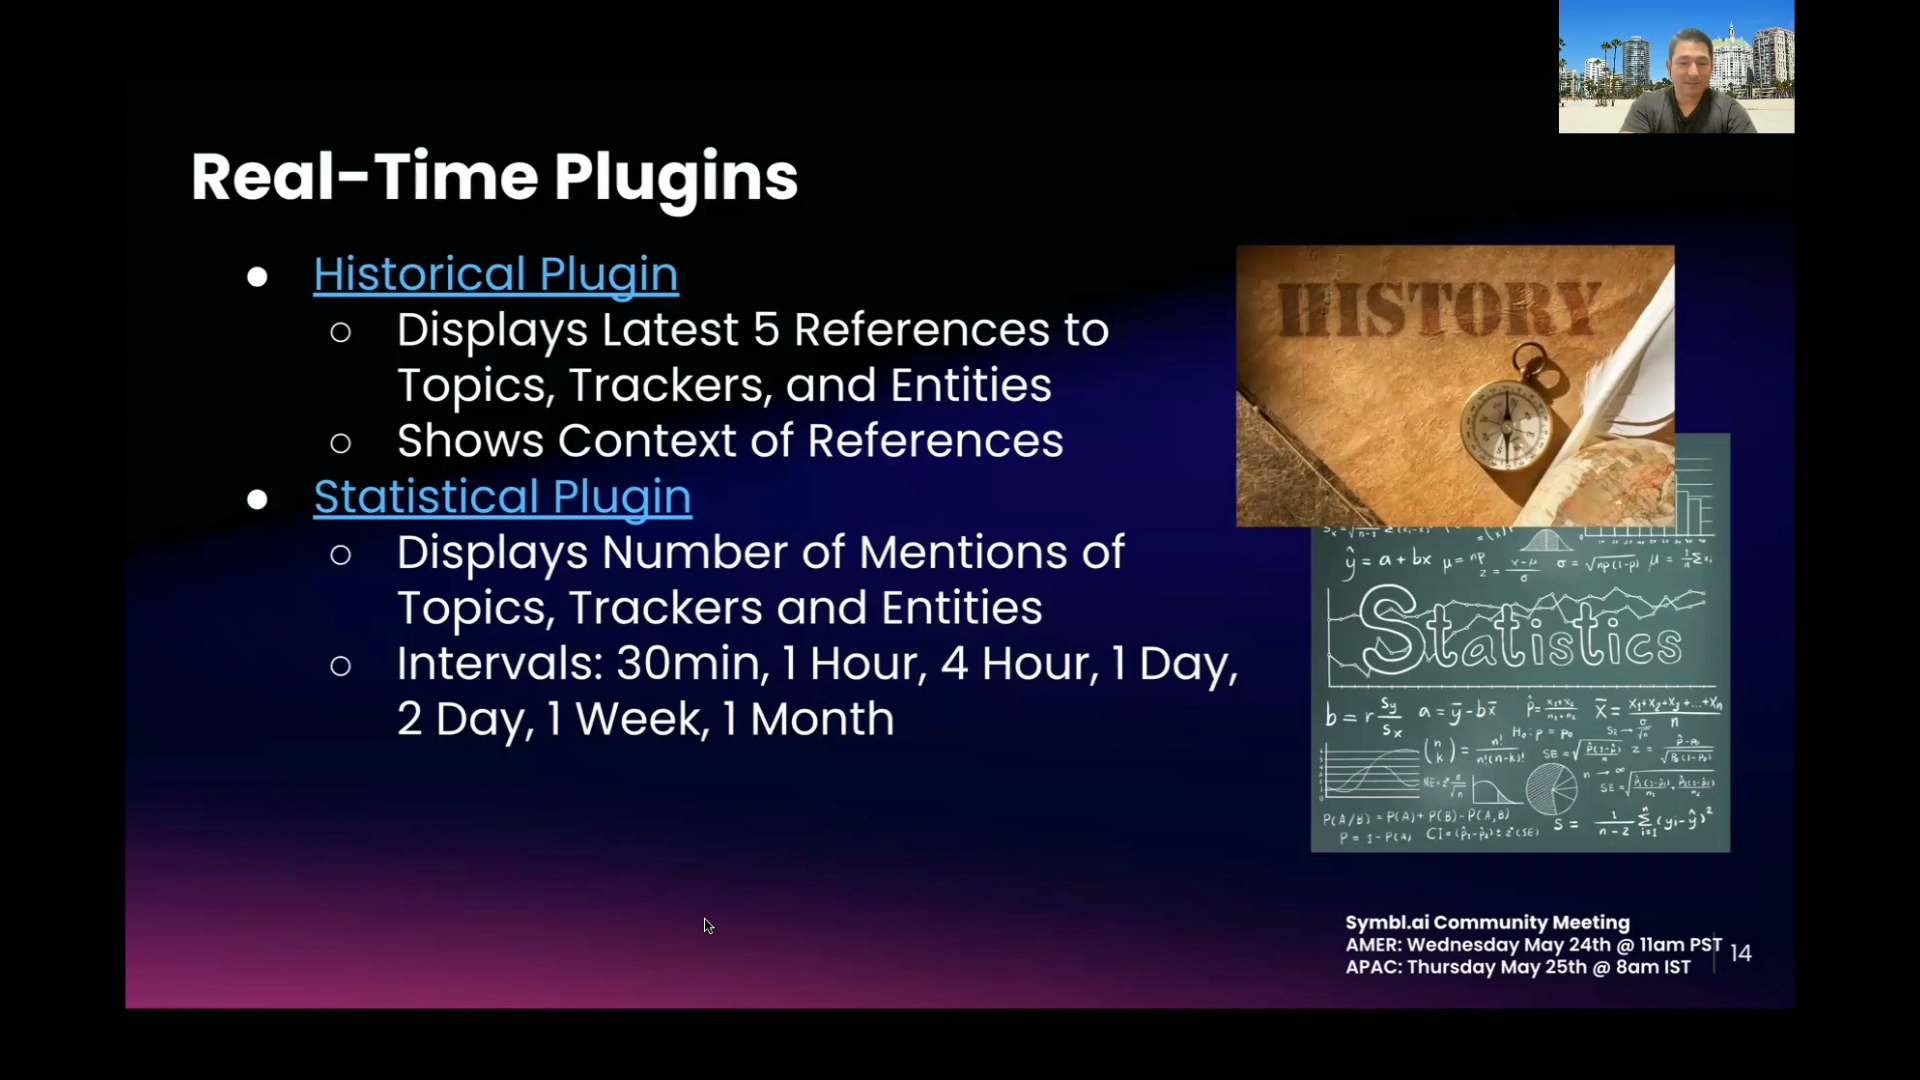 Real-Time Plugins
● Historical Plugin
○ Displays Latest 5 References to
Topics, Trackers, and Entities
○ Shows Context of References
● Statistical Plugin
○ Displays Number of Mentions of
Topics, Trackers and Entities
○ Intervals: 30min, 1 Hour, 4 Hour, 1 Day,
2 Day, 1 Week, 1 Month
HISTORY
ŷ = a + bx
Statistics
a = ȳ - bx̄
P(A/B) = P(A) + P(B) - P(A,B)
P = 1 - P(A)
Symbl.ai Community Meeting
AMER: Wednesday May 24th @ 11am PST
APAC: Thursday May 25th @ 8am IST
14